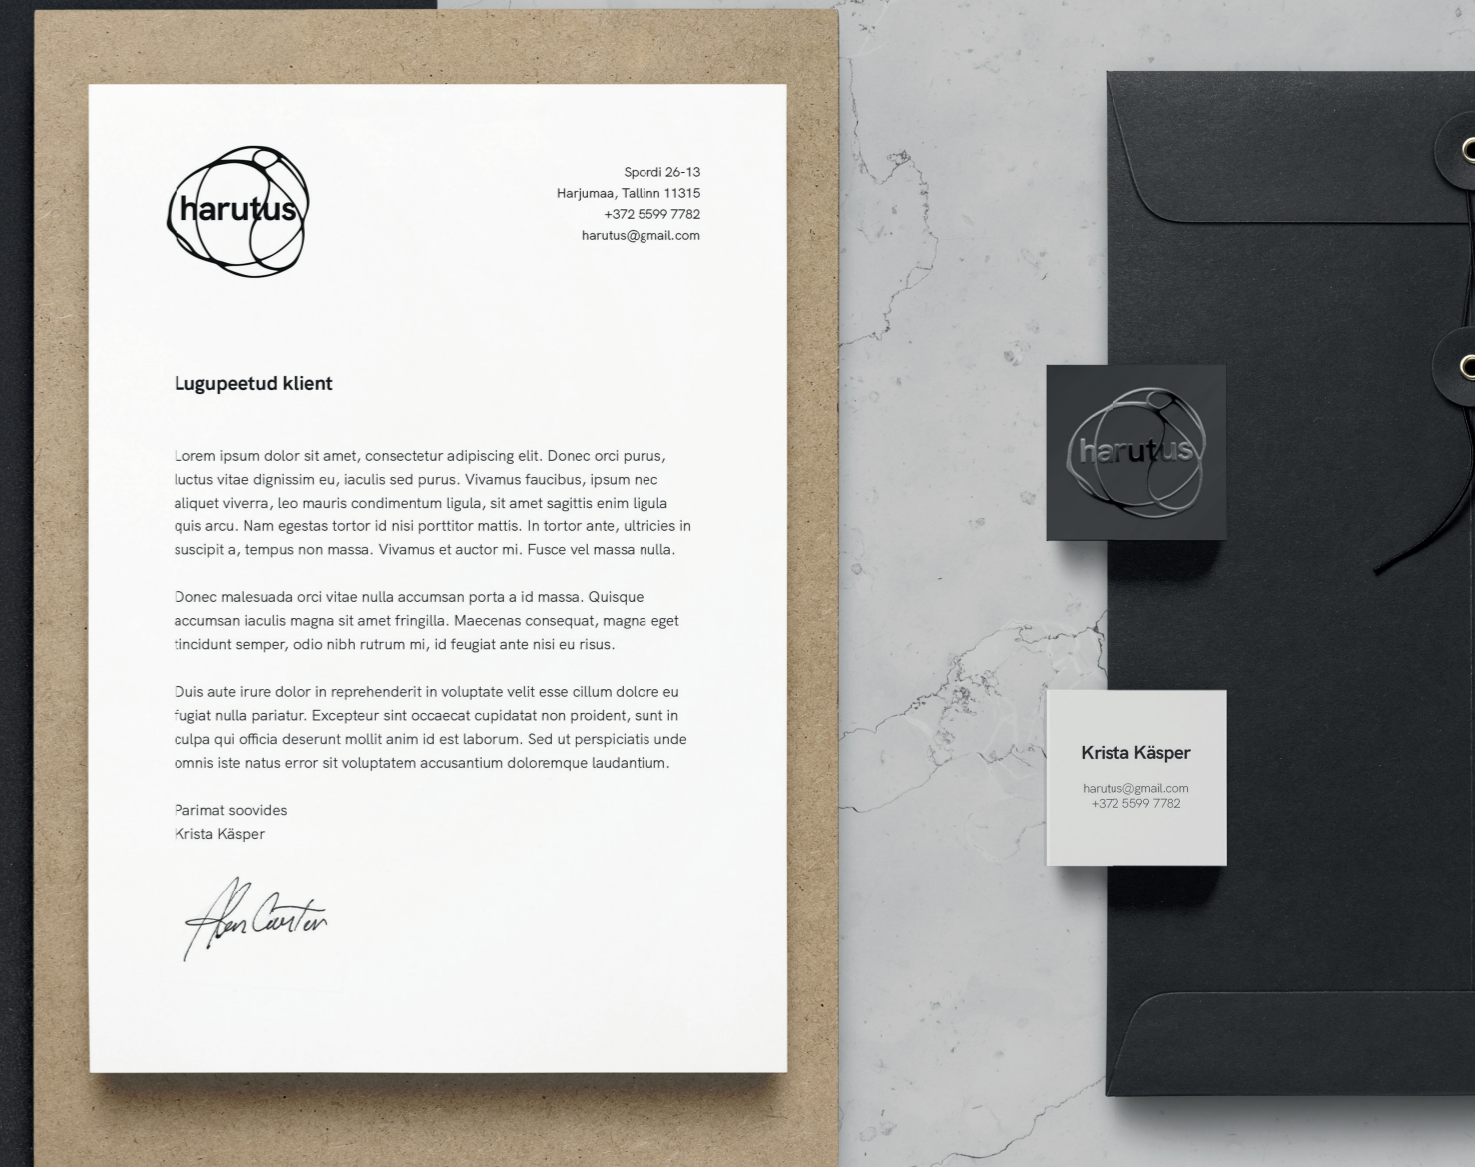 harutus
Spordi 26-13
Harjumaa, Tallinn 11315
+372 5599 7782
harutus@gmail.com
Lugupeetud klient
Lorem ipsum dolor sit amet, consectetur adipiscing elit. Donec orci purus,
luctus vitae dignissim eu, iaculis sed purus. Vivamus faucibus, ipsum nec
aliquet viverra, leo mauris condimentum ligula, sit amet sagittis enim ligula
quis arcu. Nam egestas tortor id nisi porttitor mattis. In tortor ante, ultricies in
suscipit a, tempus non massa. Vivamus et auctor mi. Fusce vel massa nulla.
Donec malesuada orci vitae nulla accumsan porta a id massa. Quisque
accumsan iaculis magna sit amet fringilla. Maecenas consequat, magna eget
tincidunt semper, odio nibh rutrum mi, id feugiat ante nisi eu risus.
Duis aute irure dolor in reprehenderit in voluptate velit esse cillum dolore eu
fugiat nulla pariatur. Excepteur sint occaecat cupidatat non proident, sunt in
culpa qui officia deserunt mollit anim id est laborum. Sed ut perspiciatis unde
omnis iste natus error sit voluptatem accusantium doloremque laudantium.
Parimat soovides
Krista Käsper
harutus
Krista Käsper
harutus@gmail.com
+372 5599 7782